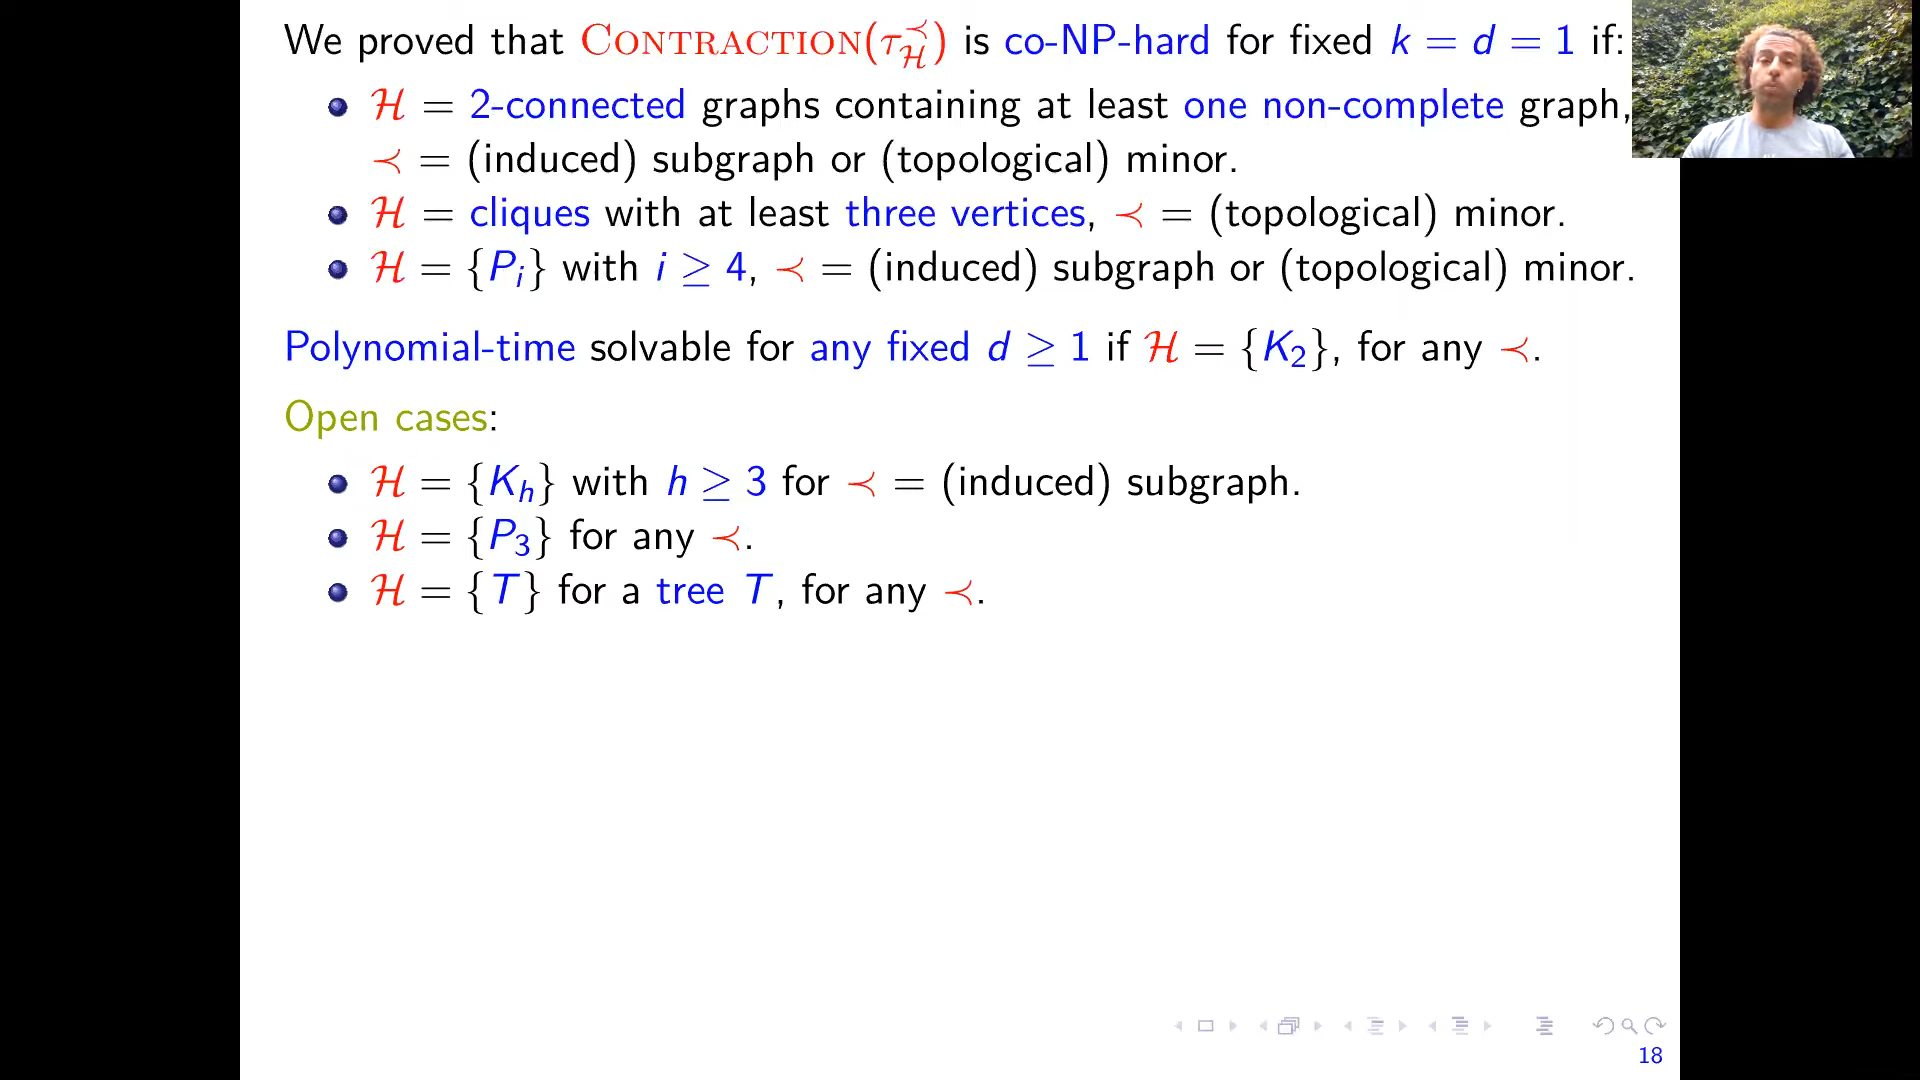 We proved that CONTRACTION(τ_ℋ^≺) is co-NP-hard for fixed k = d = 1 if:
ℋ = 2-connected graphs containing at least one non-complete graph,
≺ = (induced) subgraph or (topological) minor.
ℋ = cliques with at least three vertices, ≺ = (topological) minor.
ℋ = {P_i} with i ≥ 4, ≺ = (induced) subgraph or (topological) minor.
Polynomial-time solvable for any fixed d ≥ 1 if ℋ = {K_2}, for any ≺.
Open cases:
ℋ = {K_h} with h ≥ 3 for ≺ = (induced) subgraph.
ℋ = {P_3} for any ≺.
ℋ = {T} for a tree T, for any ≺.
18